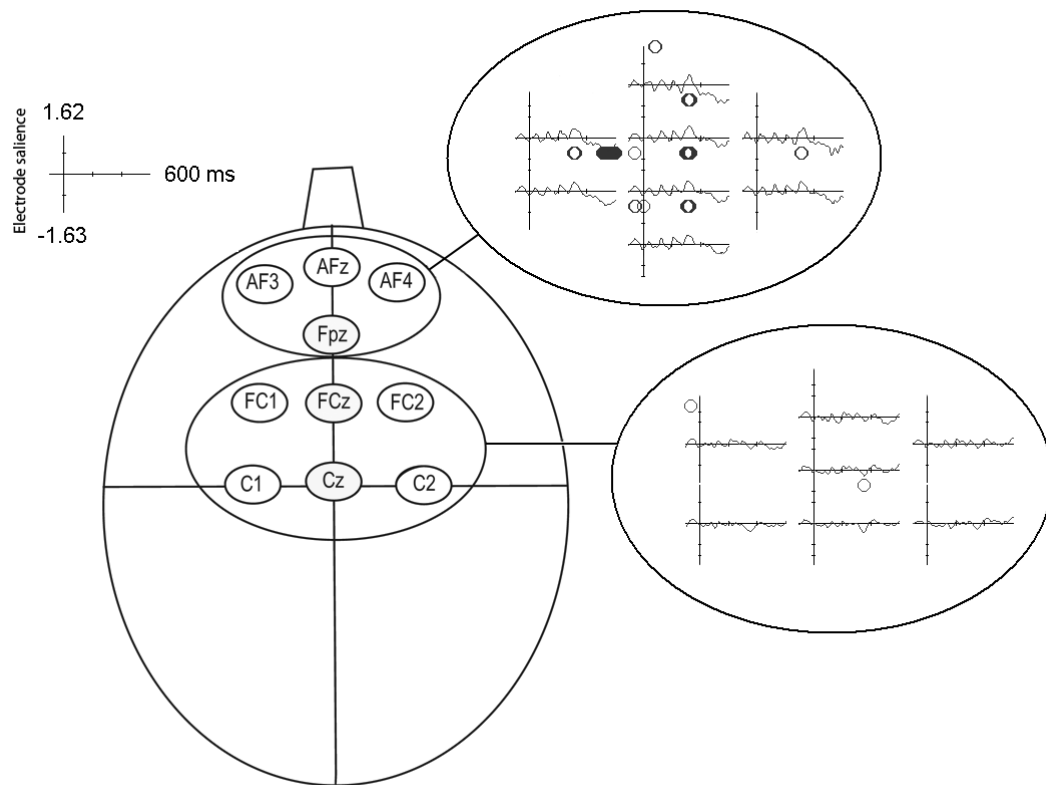 Electrode salience
1.62
600 ms
-1.63
AF3
AFz
AF4
Fpz
FC1
FCz
FC2
C1
Cz
C2